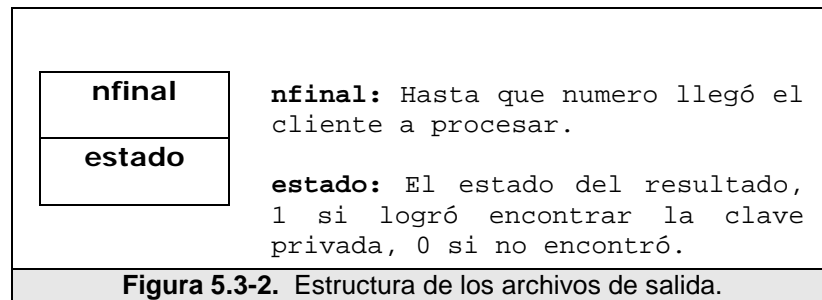 nfinal
estado
nfinal: Hasta que numero llegó el
cliente a procesar.
estado: El estado del resultado,
1 si logró encontrar la clave
privada, 0 si no encontró.
Figura 5.3-2. Estructura de los archivos de salida.